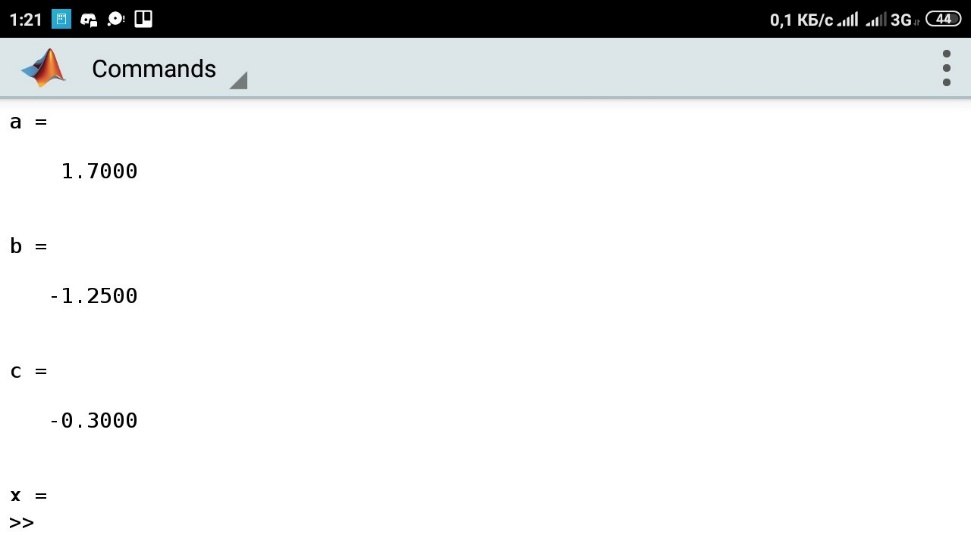 1:21 0,1 КБ/с 3G 44
Commands
a =
1.7000
b =
-1.2500
c =
-0.3000
x =
>>